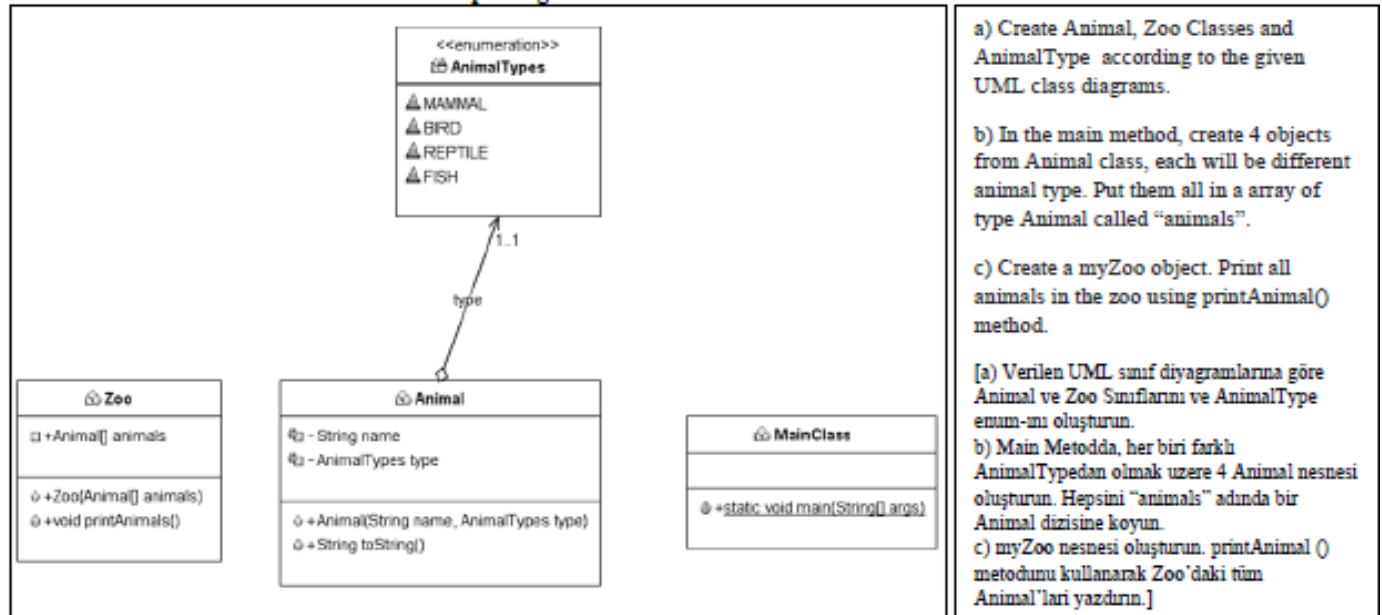 <<enumeration>>
AnimalTypes
MAMMAL
BIRD
REPTILE
FISH
1..1
type
Zoo
+Animal[] animals
+Zoo(Animal[] animals)
+void printAnimals()
Animal
- String name
- AnimalTypes type
+Animal(String name, AnimalTypes type)
+String toString()
MainClass
+static void main(String[] args)
a) Create Animal, Zoo Classes and
AnimalType according to the given
UML class diagrams.
b) In the main method, create 4 objects
from Animal class, each will be different
animal type. Put them all in a array of
type Animal called “animals”.
c) Create a myZoo object. Print all
animals in the zoo using printAnimal()
method.
[a) Verilen UML sınıf diyagramlarına göre
Animal ve Zoo Sınıflarını ve AnimalType
enum-ını oluşturun.
b) Main Metodda, her biri farklı
AnimalTypedan olmak uzere 4 Animal nesnesi
oluşturun. Hepsini “animals” adında bir
Animal dizisine koyun.
c) myZoo nesnesi oluşturun. printAnimal ()
metodunu kullanarak Zoo’daki tüm
Animal’lari yazdırın.]